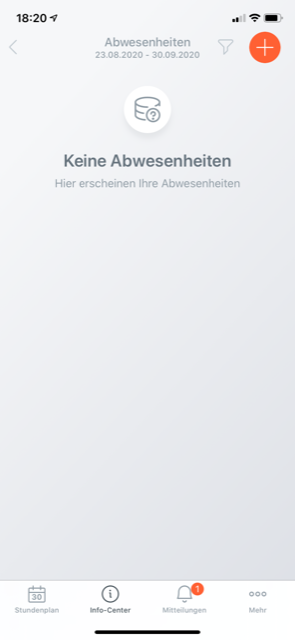 18:20
Abwesenheiten
23.08.2020 - 30.09.2020
Keine Abwesenheiten
Hier erscheinen Ihre Abwesenheiten
30
1
Stundenplan
Info-Center
Mitteilungen
Mehr